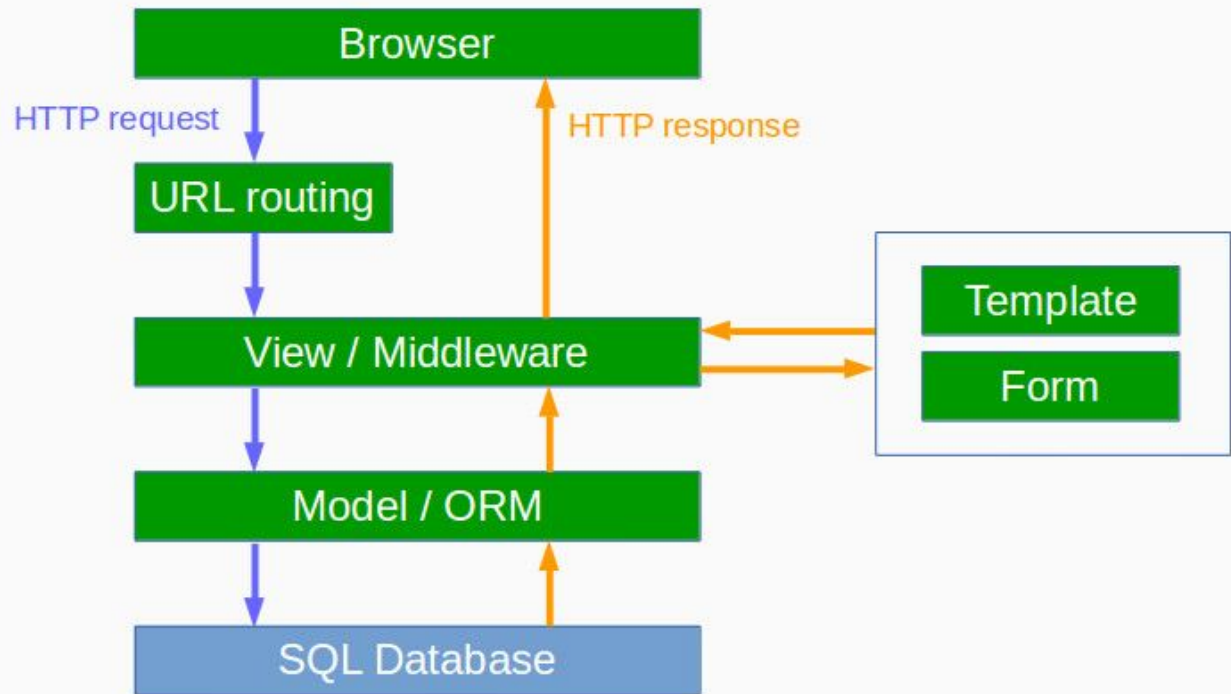 Browser
HTTP request
HTTP response
URL routing
Template
View / Middleware
Form
Model / ORM
SQL Database